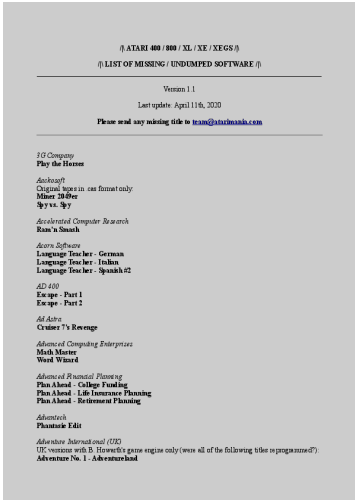 /|\ ATARI 400 / 800 / XL / XE / XEGS /|\
/|\ LIST OF MISSING / UNDUMPED SOFTWARE /|\
Version 1.1
Last update: April 11th, 2020
Please send any missing title to team@atarimania.com
3G Company
Play the Horses
Aackosoft
Original tapes in .cas format only:
Miner 2049er
Spy vs. Spy
Accelerated Computer Research
Ram'n Smash
Acorn Software
Language Teacher - German
Language Teacher - Italian
Language Teacher - Spanish #2
AD 400
Escape - Part 1
Escape - Part 2
Ad Astra
Cruiser 7's Revenge
Advanced Computing Enterprizes
Math Master
Word Wizard
Advanced Financial Planning
Plan Ahead - College Funding
Plan Ahead - Life Insurance Planning
Plan Ahead - Retirement Planning
Advantech
Phantasie Edit
Adventure International (UK)
UK versions with B. Howarth's game engine only (were all of the following titles reprogrammed?):
Adventure No. 1 - Adventureland